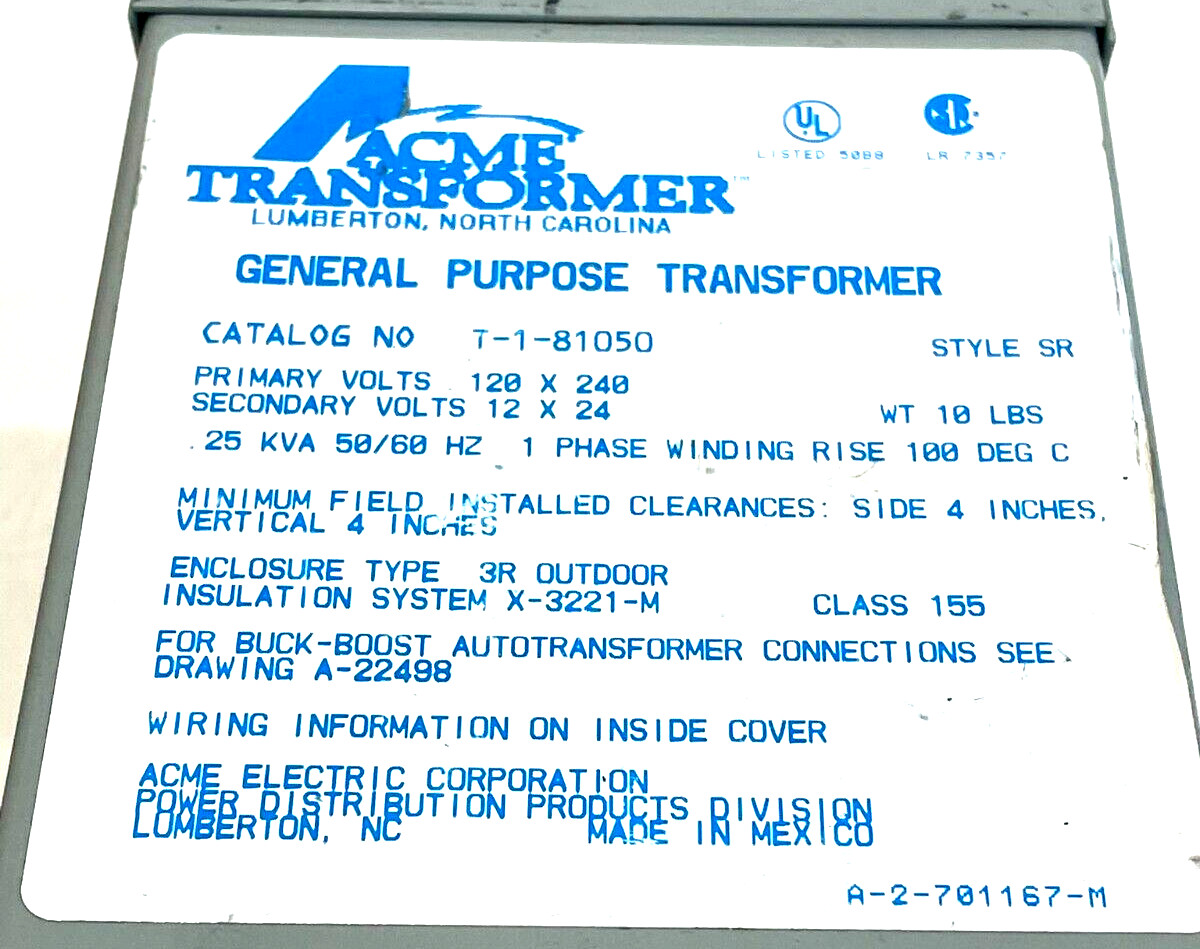 ACME
TRANSFORMER™
LUMBERTON, NORTH CAROLINA
UL
LISTED 50B8
LR 7357
GENERAL PURPOSE TRANSFORMER
CATALOG NO T-1-81050
STYLE SR
PRIMARY VOLTS 120 X 240
SECONDARY VOLTS 12 X 24
WT 10 LBS
.25 KVA 50/60 HZ 1 PHASE WINDING RISE 100 DEG C
MINIMUM FIELD INSTALLED CLEARANCES: SIDE 4 INCHES,
VERTICAL 4 INCHES
ENCLOSURE TYPE 3R OUTDOOR
INSULATION SYSTEM X-3221-M CLASS 155
FOR BUCK-BOOST AUTOTRANSFORMER CONNECTIONS SEE
DRAWING A-22498
WIRING INFORMATION ON INSIDE COVER
ACME ELECTRIC CORPORATION
POWER DISTRIBUTION PRODUCTS DIVISION
LUMBERTON, NC MADE IN MEXICO
A-2-701167-M